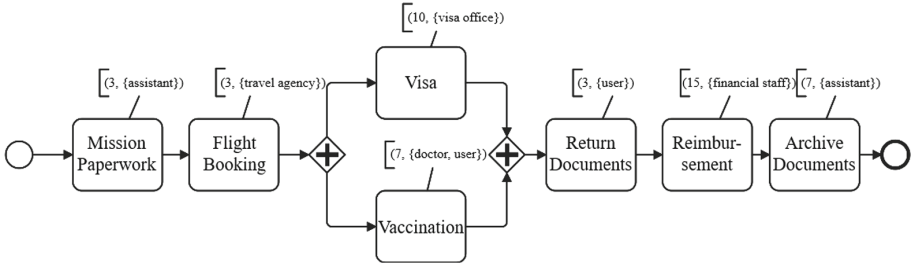 (10, {visa office})
Visa
(3, {assistant})
(3, {travel agency})
(3, {user})
(15, {financial staff})
(7, {assistant})
Mission
Paperwork
Flight
Booking
(7, {doctor, user})
Return
Documents
Reimbur-
sement
Archive
Documents
Vaccination